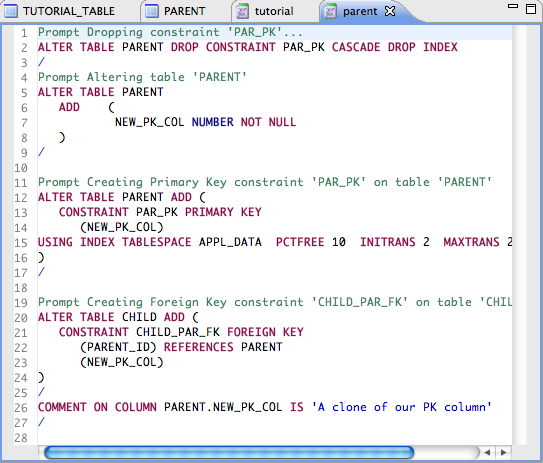 TUTORIAL_TABLE PARENT tutorial parent
1 Prompt Dropping constraint 'PAR_PK'...
2 ALTER TABLE PARENT DROP CONSTRAINT PAR_PK CASCADE DROP INDEX
3 /
4 Prompt Altering table 'PARENT'
5 ALTER TABLE PARENT
6 ADD (
7 NEW_PK_COL NUMBER NOT NULL
8 )
9 /
10
11 Prompt Creating Primary Key constraint 'PAR_PK' on table 'PARENT'
12 ALTER TABLE PARENT ADD (
13 CONSTRAINT PAR_PK PRIMARY KEY
14 (NEW_PK_COL)
15 USING INDEX TABLESPACE APPL_DATA PCTFREE 10 INITRANS 2 MAXTRANS 2
16 )
17 /
18
19 Prompt Creating Foreign Key constraint 'CHILD_PAR_FK' on table 'CHIL
20 ALTER TABLE CHILD ADD (
21 CONSTRAINT CHILD_PAR_FK FOREIGN KEY
22 (PARENT_ID) REFERENCES PARENT
23 (NEW_PK_COL)
24 )
25 /
26 COMMENT ON COLUMN PARENT.NEW_PK_COL IS 'A clone of our PK column'
27 /
28